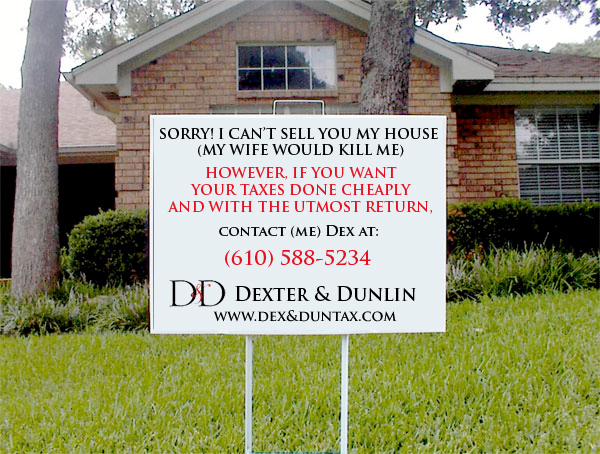 SORRY! I CAN'T SELL YOU MY HOUSE
(MY WIFE WOULD KILL ME)
HOWEVER, IF YOU WANT
YOUR TAXES DONE CHEAPLY
AND WITH THE UTMOST RETURN,
CONTACT (ME) DEX AT:
(610) 588-5234
D&D DEXTER & DUNLIN
WWW.DEX&DUNTAX.COM